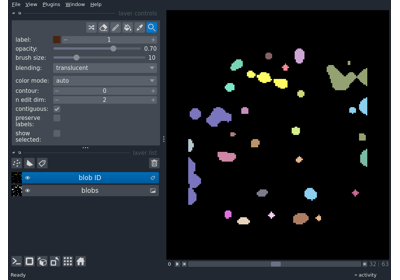 File View Plugins Window Help
layer controls
label: 1
opacity: 0.70
brush size: 10
blending: translucent
color mode: auto
contour: 0
n edit dim: 2
contiguous:
preserve
labels:
show
selected:
layer list
blob ID
blobs
32 63
Ready
activity